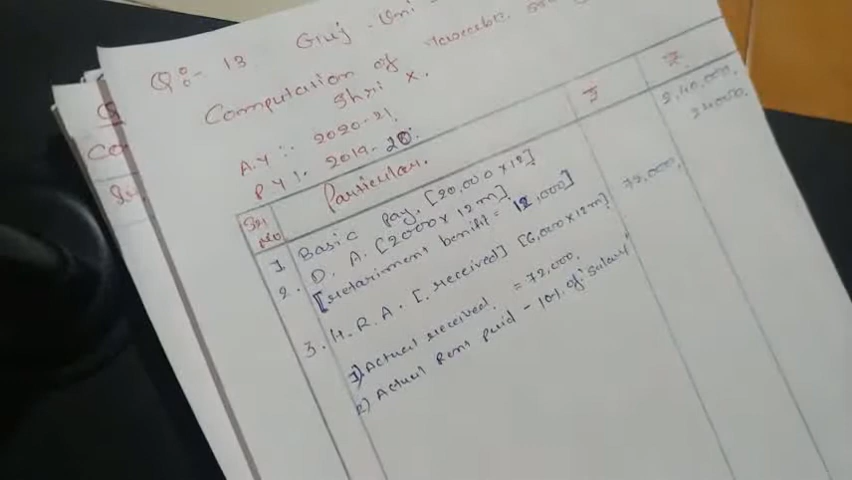 Q:- 13 Guj. Uni -
Computation of
Shri X.
A.Y :- 2020-21.
P.Y :- 2019-20.
Sr. No Particular. ₹ ₹
1. Basic Pay. [20,000 x 12] 2,40,000.
2. D. A. [2000 x 12 m] 24,000.
[retairiment benifit = 12,000]
3. H.R.A. [received] [6,000 x 12 m] 72,000.
1) Actual received. = 72,000.
2) Actual Rent paid - 10% of "Salary"